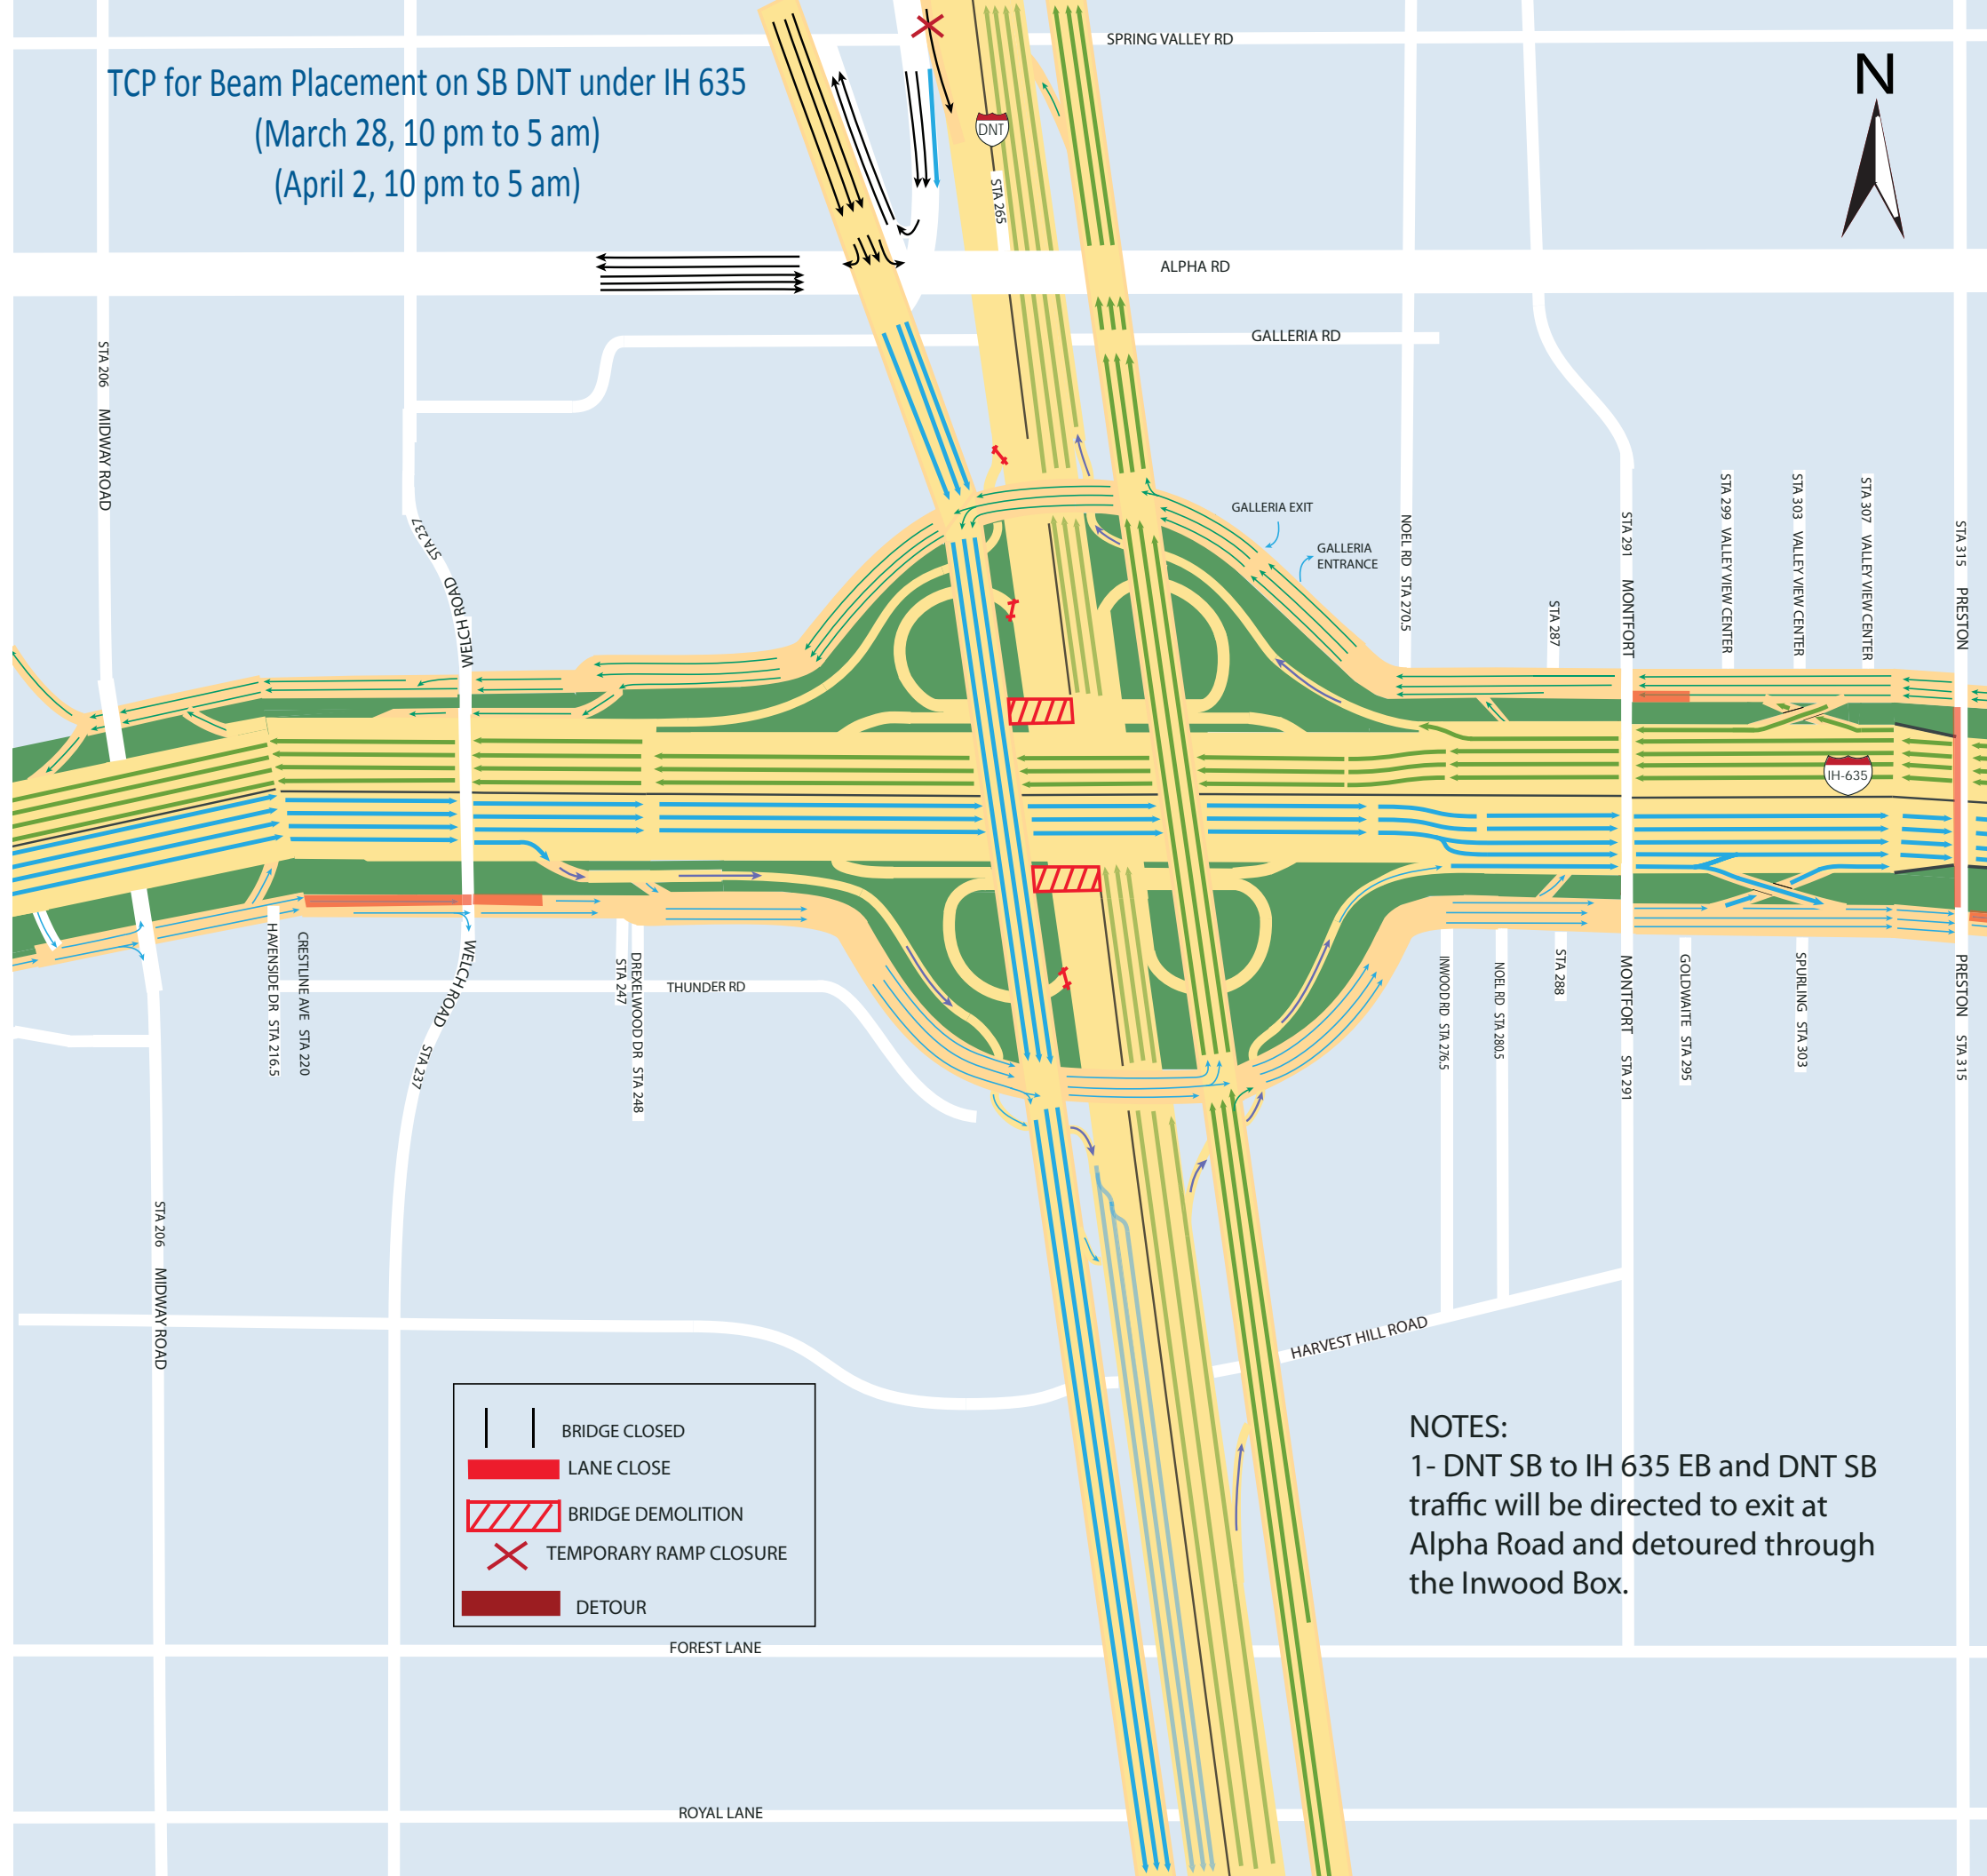 TCP for Beam Placement on SB DNT under IH 635
(March 28, 10 pm to 5 am)
(April 2, 10 pm to 5 am)
SPRING VALLEY RD
N
DNT
STA 265
ALPHA RD
GALLERIA RD
STA 206 MIDWAY ROAD
STA 237
WELCH ROAD
GALLERIA EXIT
GALLERIA
ENTRANCE
NOEL RD STA 270.5
STA 287
STA 291 MONTFORT
STA 299 VALLEY VIEW CENTER
STA 303 VALLEY VIEW CENTER
STA 307 VALLEY VIEW CENTER
STA 315 PRESTON
IH-635
HAVENSIDE DR STA 216.5
CRESTLINE AVE STA 220
WELCH ROAD
STA 237
STA 247
DREXELWOOD DR STA 248
THUNDER RD
INWOOD RD STA 276.5
NOEL RD STA 280.5
STA 288
MONTFORT STA 291
GOLDWAITE STA 295
SPURLING STA 303
PRESTON STA 315
STA 206 MIDWAY ROAD
HARVEST HILL ROAD
BRIDGE CLOSED
LANE CLOSE
BRIDGE DEMOLITION
TEMPORARY RAMP CLOSURE
DETOUR
NOTES:
1- DNT SB to IH 635 EB and DNT SB
traffic will be directed to exit at
Alpha Road and detoured through
the Inwood Box.
FOREST LANE
ROYAL LANE